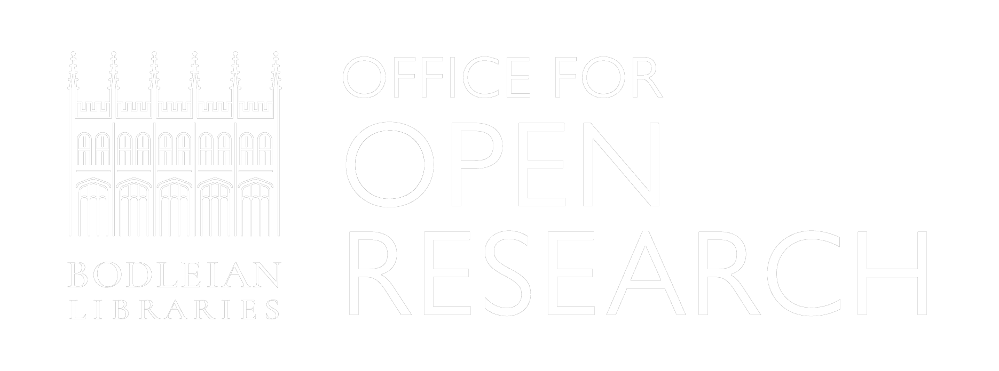 BODLEIAN
LIBRARIES
OFFICE FOR
OPEN
RESEARCH